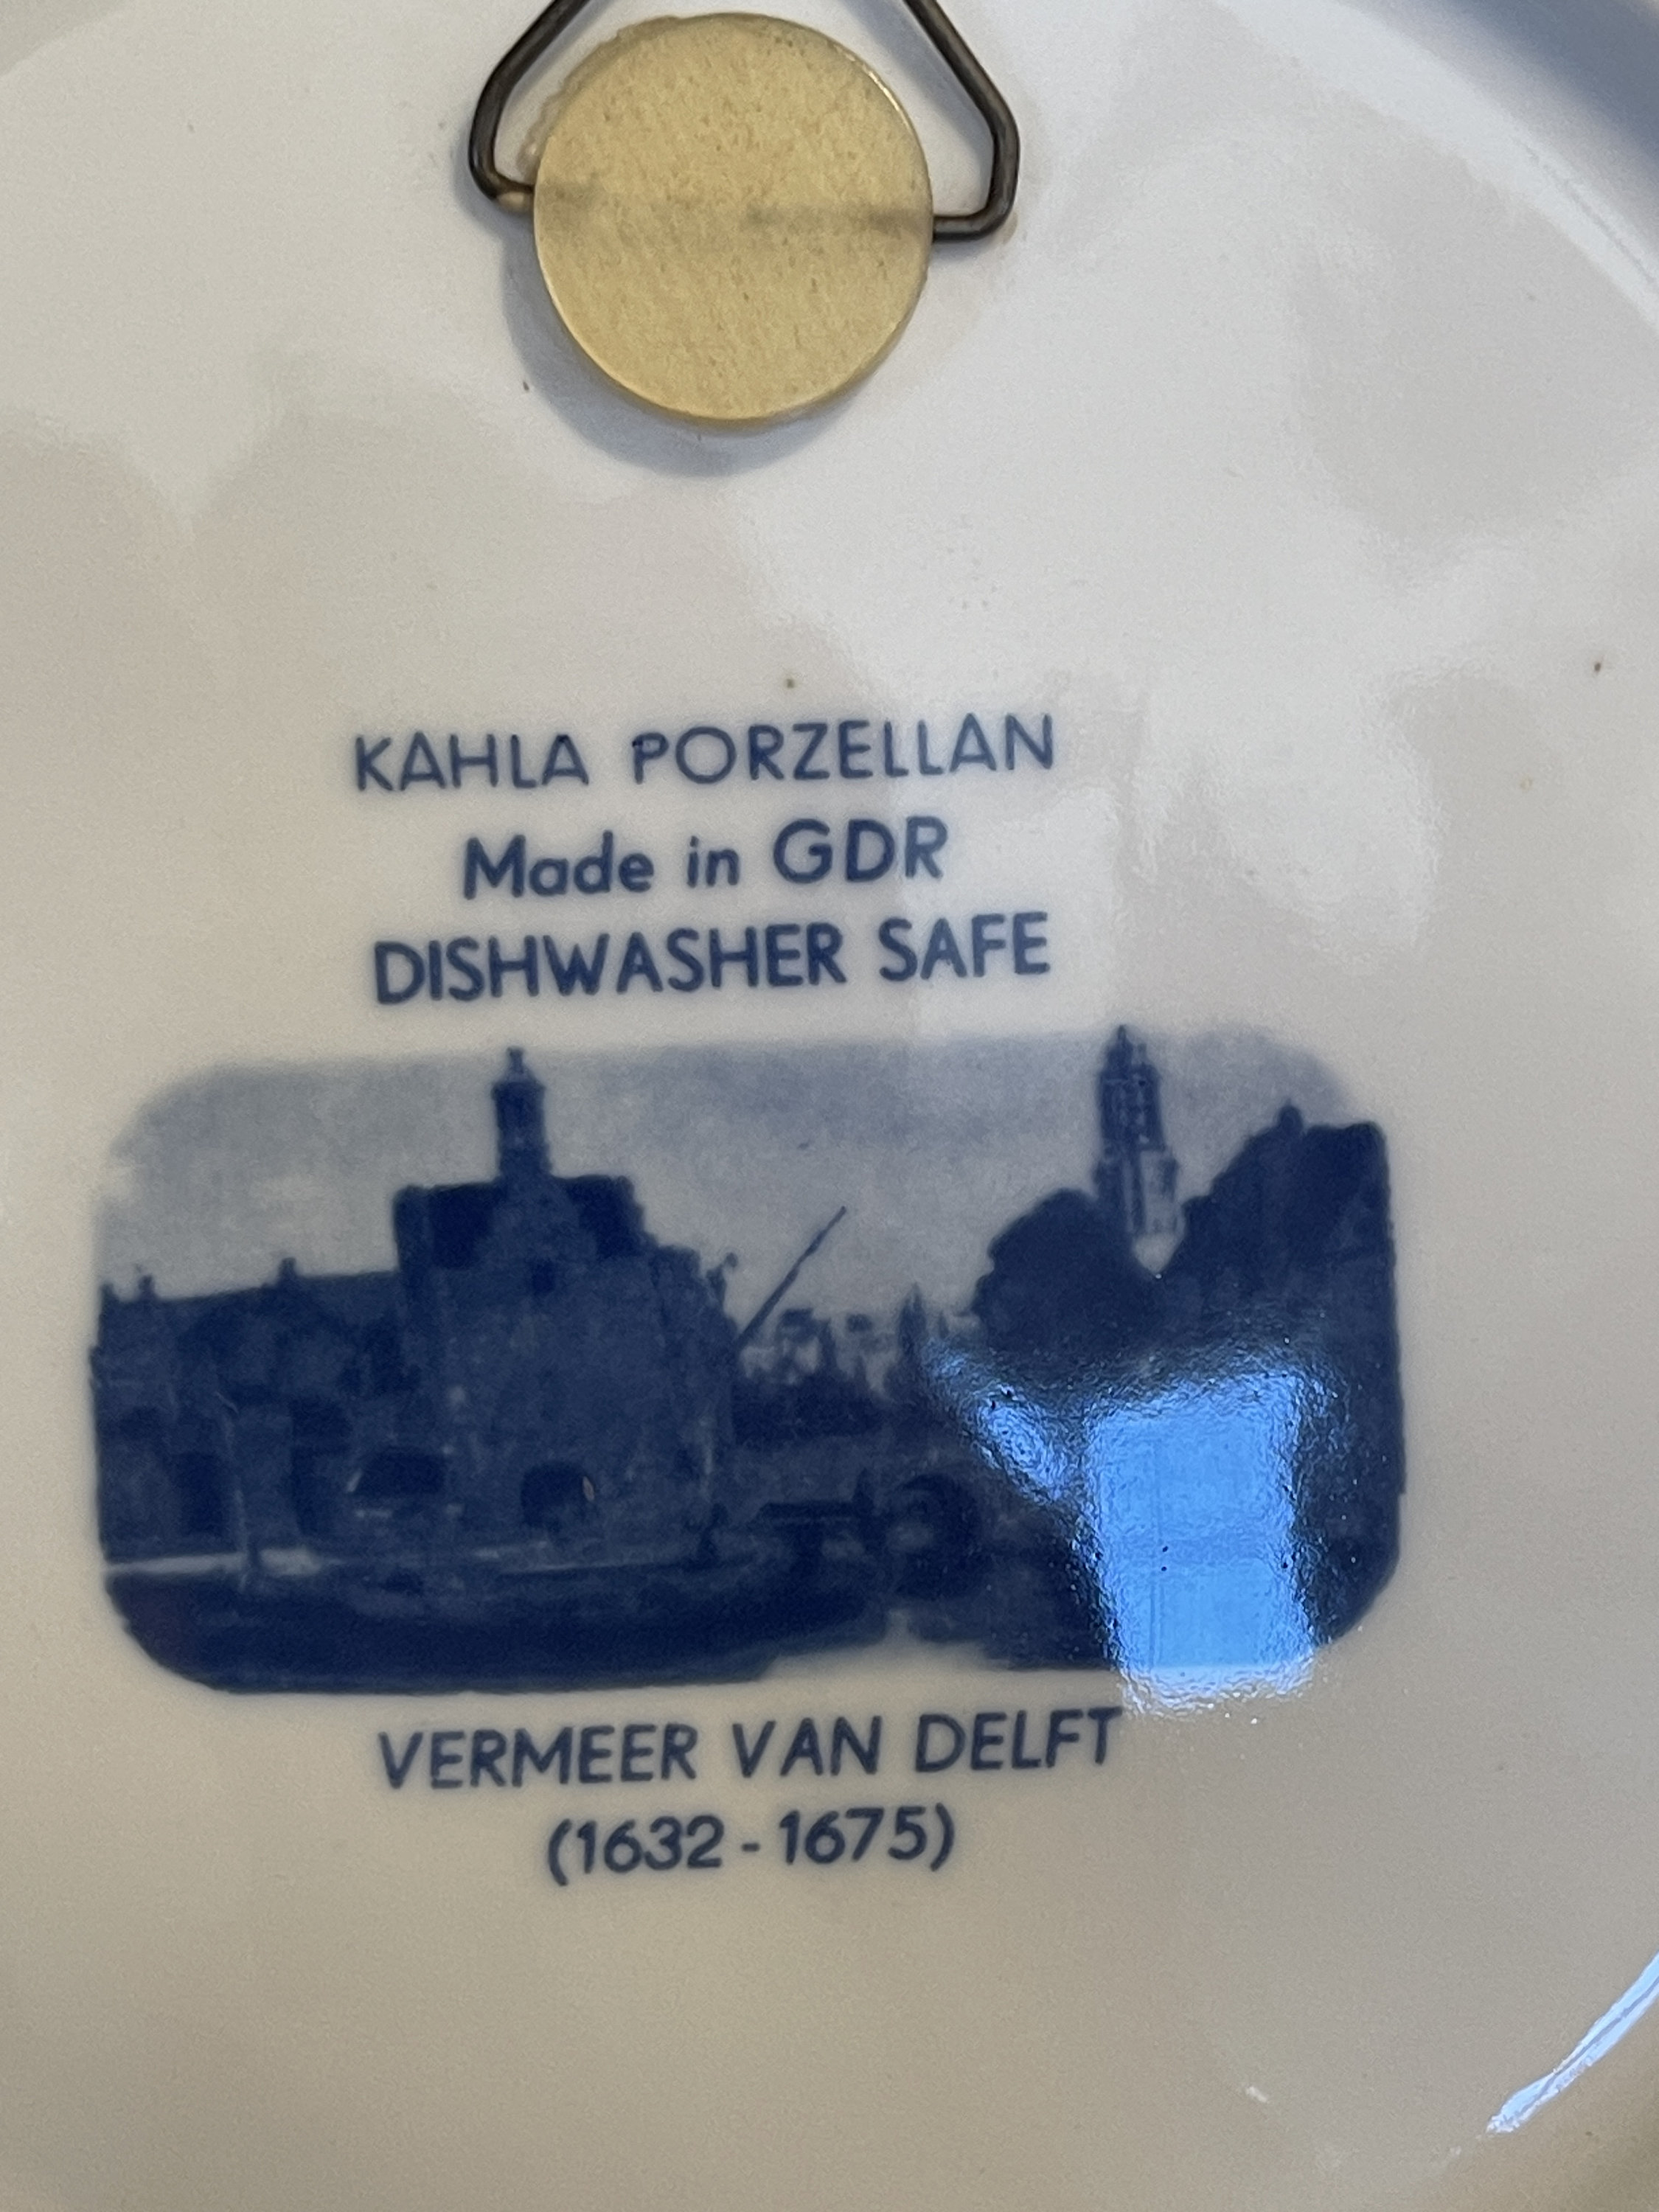 KAHLA PORZELLAN
Made in GDR
DISHWASHER SAFE
VERMEER VAN DELFT
(1632-1675)